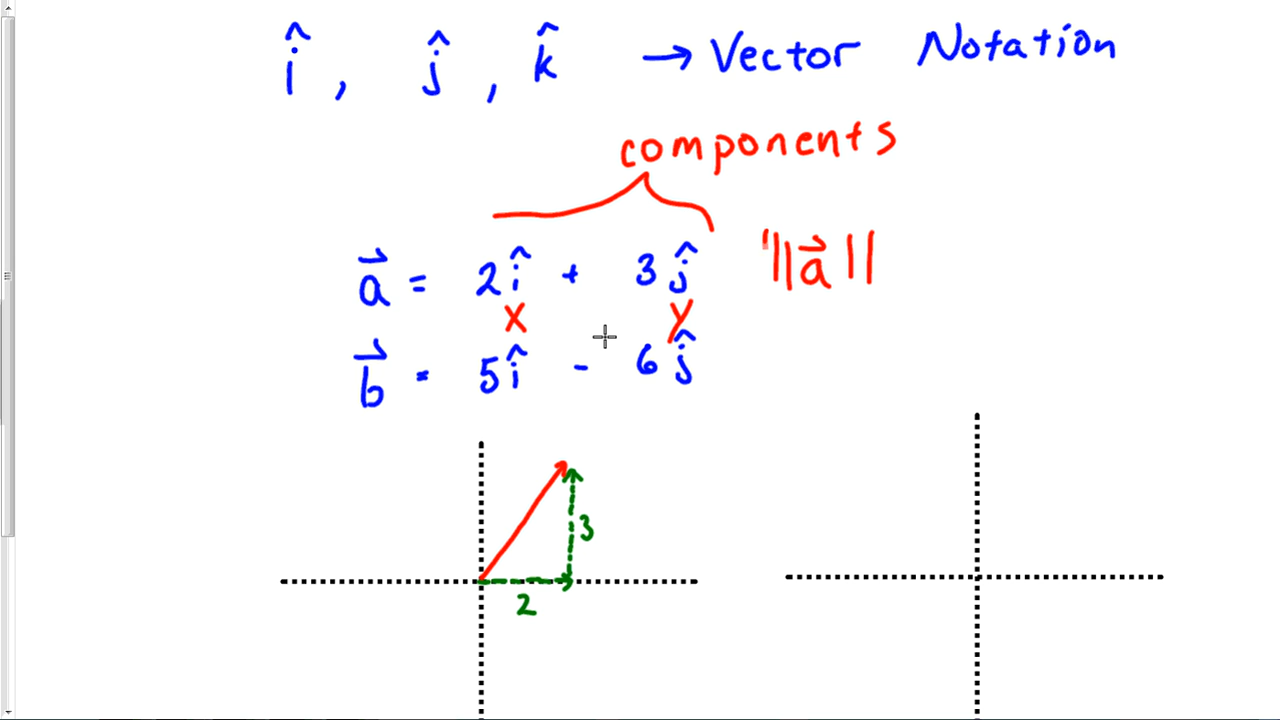 î , ĵ , k̂ → Vector Notation
components
a⃗ = 2î + 3ĵ ||a⃗||
x y
b⃗ = 5î - 6ĵ
3
2